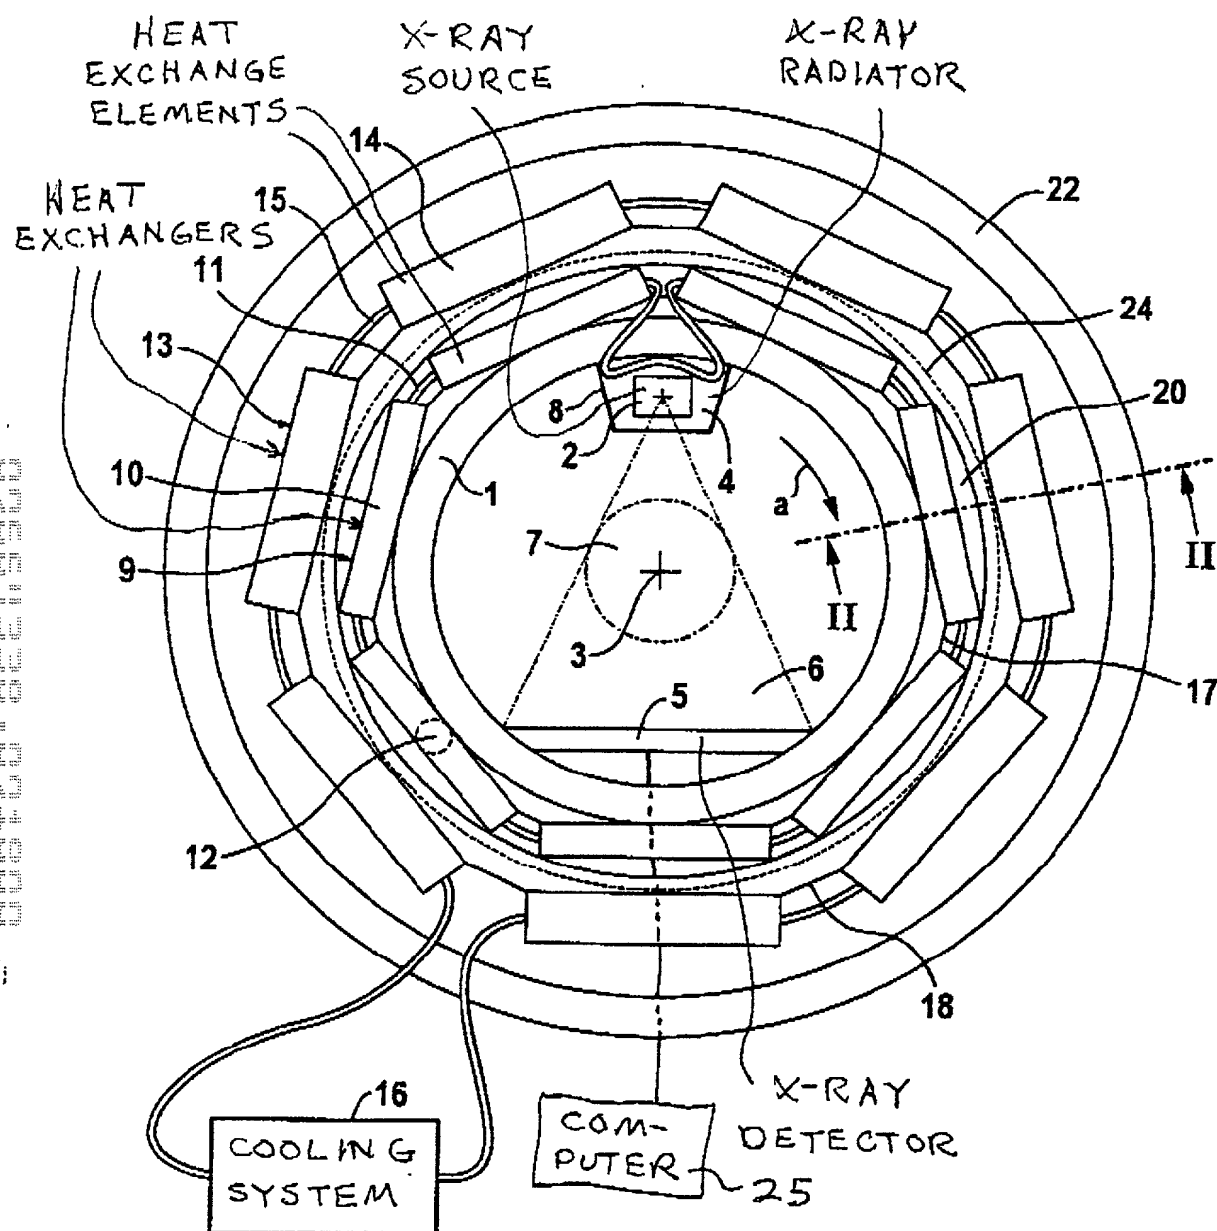 HEAT
EXCHANGE
ELEMENTS
X-RAY
SOURCE
X-RAY
RADIATOR
14
22
HEAT
EXCHANGERS
15
11
24
13
20
8
2
4
10
1
a
II
7
9
II
3
6
17
5
12
18
16
COOLING
SYSTEM
COM-
PUTER
25
X-RAY
DETECTOR